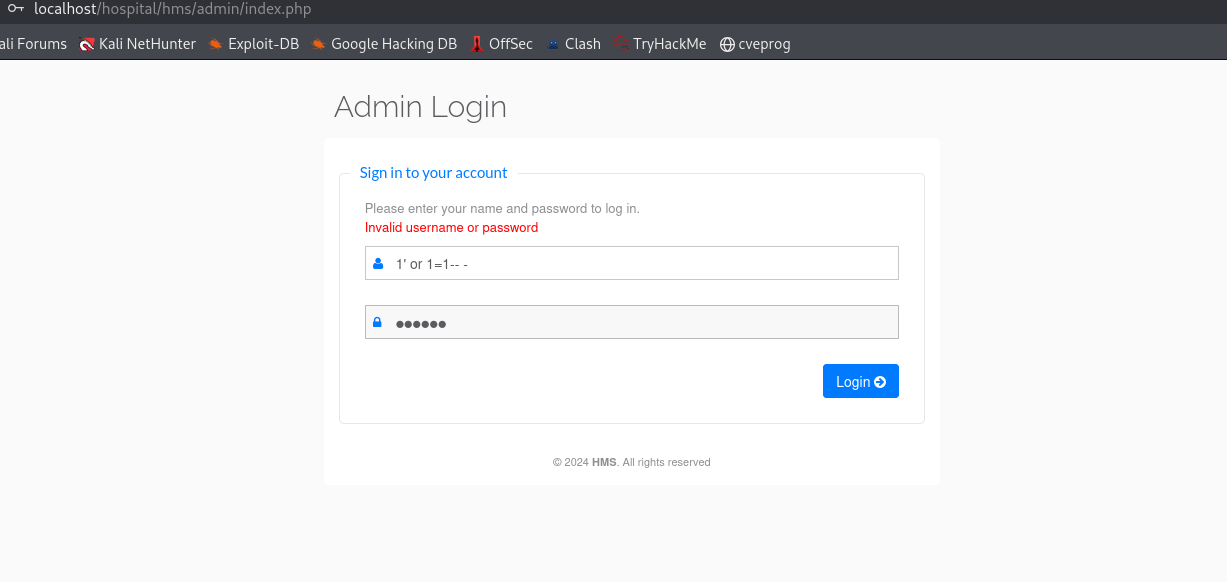 localhost/hospital/hms/admin/index.php
ali Forums Kali NetHunter Exploit-DB Google Hacking DB OffSec Clash TryHackMe cveprog
Admin Login
Sign in to your account
Please enter your name and password to log in.
Invalid username or password
1' or 1=1-- -
●●●●●●
Login
© 2024 HMS. All rights reserved